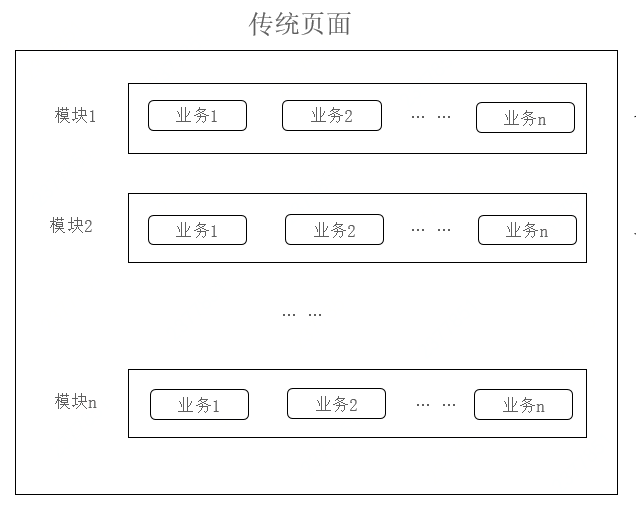 传统页面
模块1 业务1 业务2 … … 业务n
模块2 业务1 业务2 … … 业务n
… …
模块n 业务1 业务2 … … 业务n